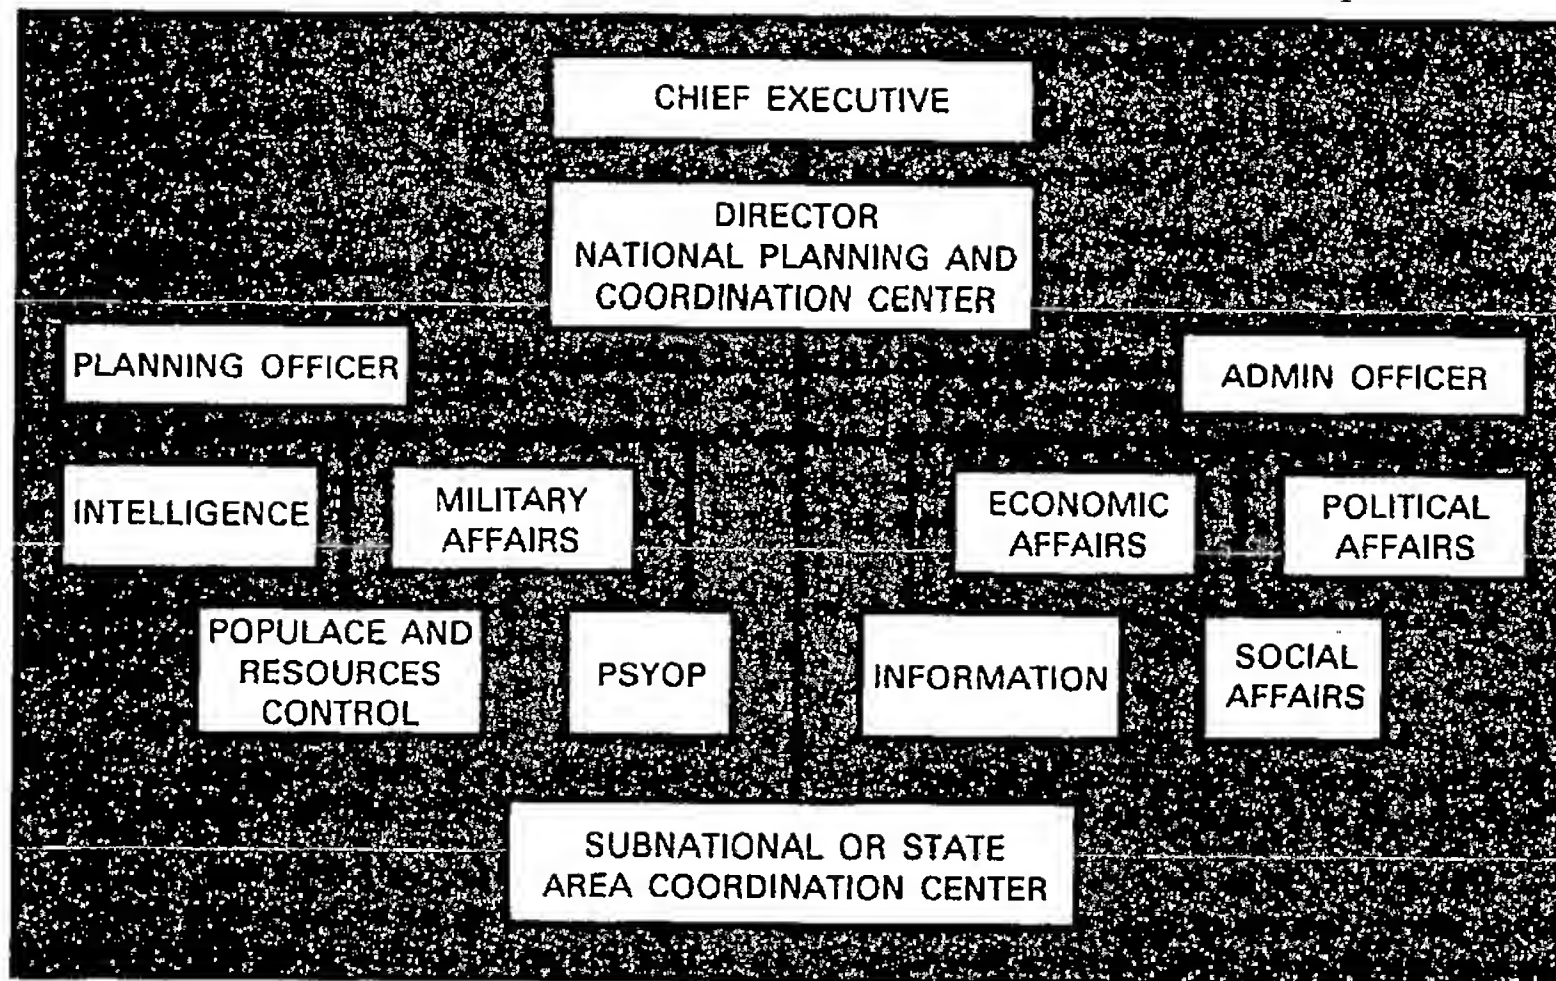 CHIEF EXECUTIVE
DIRECTOR
NATIONAL PLANNING AND
COORDINATION CENTER
PLANNING OFFICER
ADMIN OFFICER
INTELLIGENCE
MILITARY
AFFAIRS
ECONOMIC
AFFAIRS
POLITICAL
AFFAIRS
POPULACE AND
RESOURCES
CONTROL
PSYOP
INFORMATION
SOCIAL
AFFAIRS
SUBNATIONAL OR STATE
AREA COORDINATION CENTER